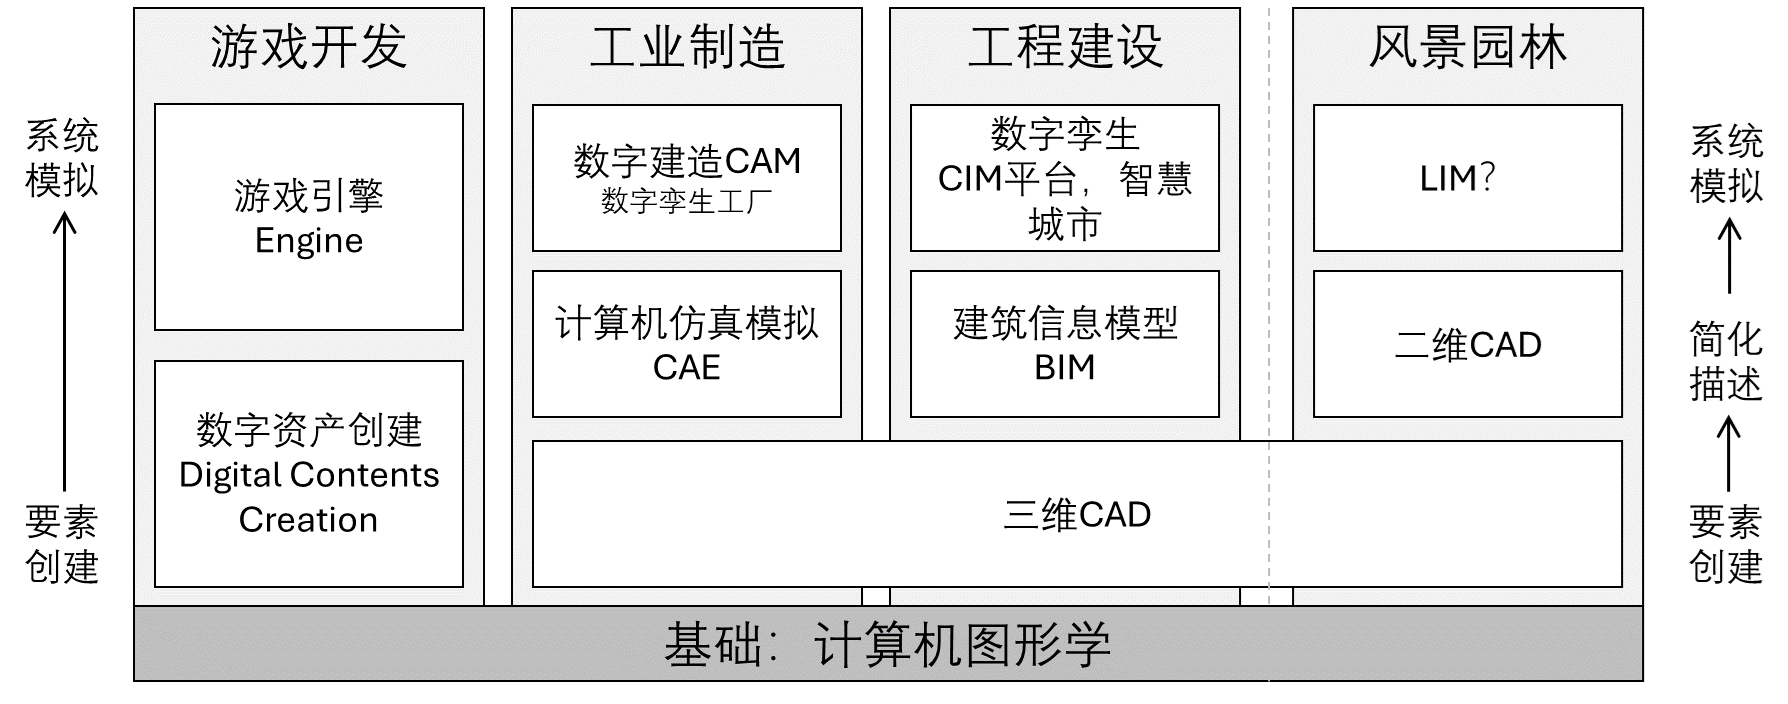 游戏开发
工业制造
工程建设
风景园林
系统
模拟
要素
创建
游戏引擎
Engine
数字资产创建
Digital Contents
Creation
数字建造CAM
数字孪生工厂
计算机仿真模拟
CAE
数字孪生
CIM平台，智慧
城市
建筑信息模型
BIM
LIM？
二维CAD
三维CAD
系统
模拟
简化
描述
要素
创建
基础：计算机图形学